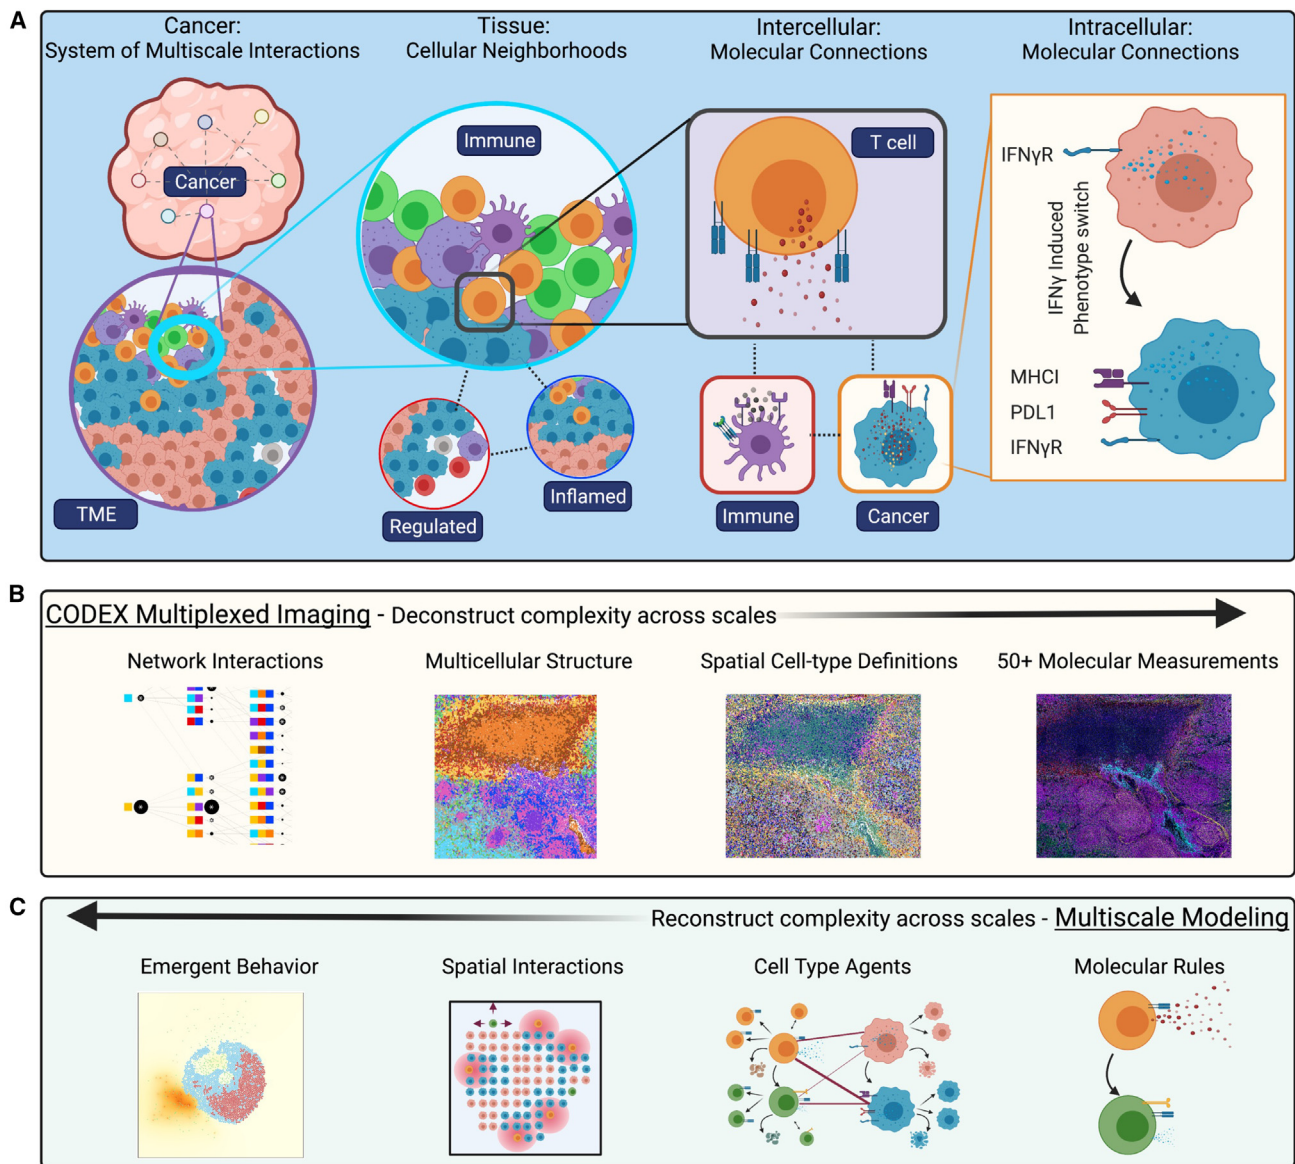 A
Cancer:
System of Multiscale Interactions
Tissue:
Cellular Neighborhoods
Intercellular:
Molecular Connections
Intracellular:
Molecular Connections
Cancer
TME
Immune
Regulated
Inflamed
T cell
Immune
Cancer
IFNγR
IFNγ Induced
Phenotype switch
MHCI
PDL1
IFNγR
B
CODEX Multiplexed Imaging - Deconstruct complexity across scales
Network Interactions
Multicellular Structure
Spatial Cell-type Definitions
50+ Molecular Measurements
C
Reconstruct complexity across scales - Multiscale Modeling
Emergent Behavior
Spatial Interactions
Cell Type Agents
Molecular Rules